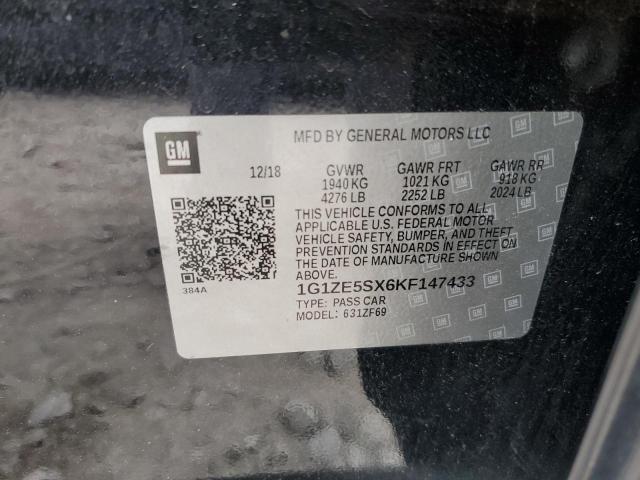 GM
MFD BY GENERAL MOTORS LLC
12/18 GVWR GAWR FRT GAWR RR
1940 KG 1021 KG 918 KG
4276 LB 2252 LB 2024 LB
THIS VEHICLE CONFORMS TO ALL
APPLICABLE U.S. FEDERAL MOTOR
VEHICLE SAFETY, BUMPER, AND THEFT
PREVENTION STANDARDS IN EFFECT ON
THE DATE OF MANUFACTURE SHOWN
ABOVE.
384A
1G1ZE5SX6KF147433
TYPE: PASS CAR
MODEL: 631ZF69